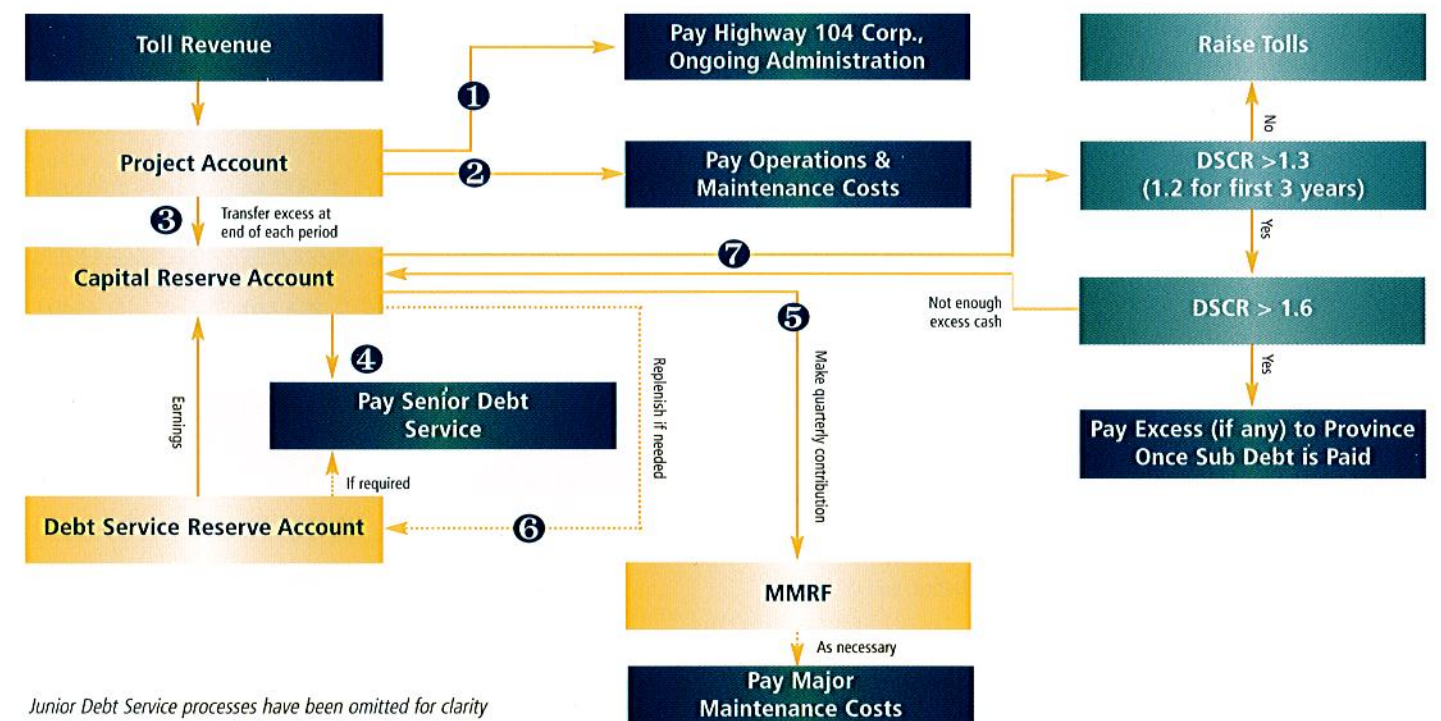 Toll Revenue
Pay Highway 104 Corp.,
Ongoing Administration
Raise Tolls
1
No
Project Account
2
Pay Operations &
Maintenance Costs
DSCR >1.3
(1.2 for first 3 years)
3
Transfer excess at
end of each period
Yes
Capital Reserve Account
7
Not enough
excess cash
DSCR > 1.6
5
4
Make quarterly contribution
Replenish if needed
Yes
Earnings
Pay Senior Debt
Service
Pay Excess (if any) to Province
Once Sub Debt is Paid
If required
Debt Service Reserve Account
6
MMRF
As necessary
Pay Major
Maintenance Costs
Junior Debt Service processes have been omitted for clarity